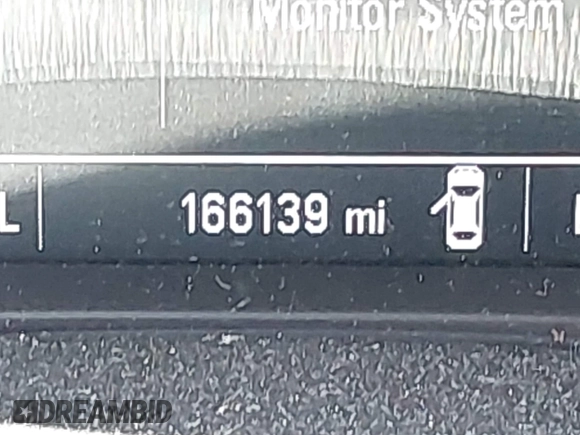 Monitor System
L 166139 mi
DREAMBID